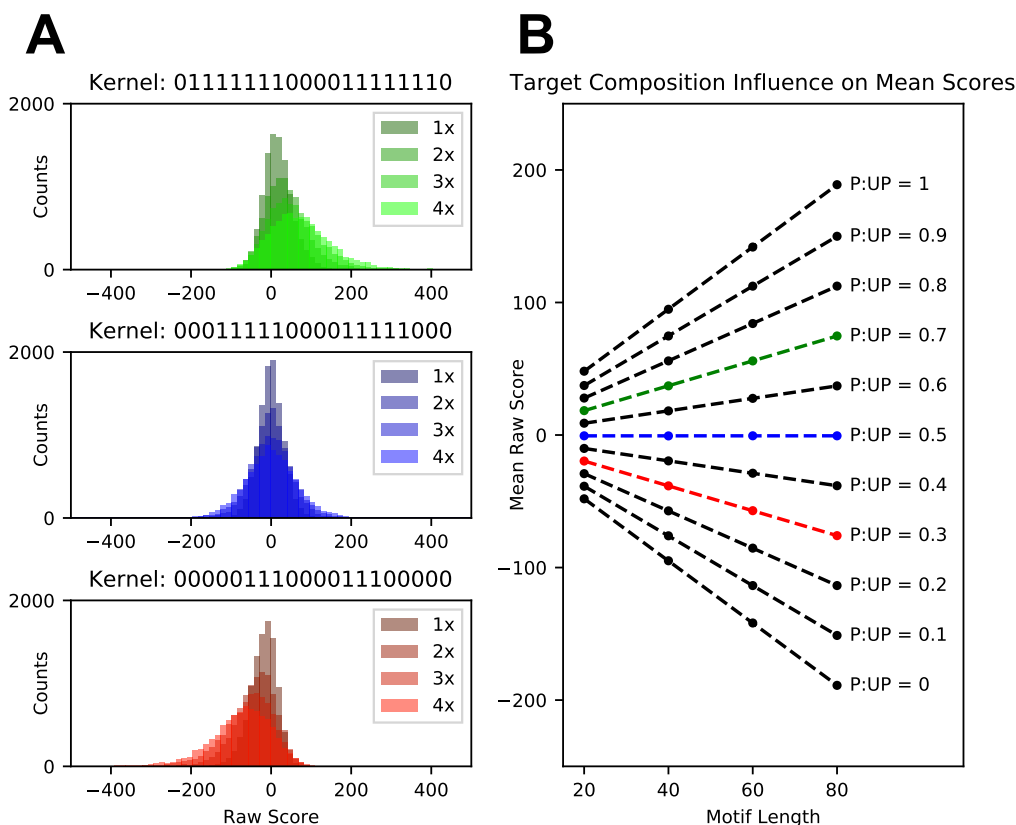 A
Kernel: 01111111000011111110
2000
Counts
0
1x
2x
3x
4x
−400
−200
0
200
400
Kernel: 00011111000011111000
2000
Counts
0
1x
2x
3x
4x
−400
−200
0
200
400
Kernel: 00000111000011100000
2000
Counts
0
1x
2x
3x
4x
−400
−200
0
200
400
Raw Score
B
Target Composition Influence on Mean Scores
Mean Raw Score
200
100
0
−100
−200
P:UP = 1
P:UP = 0.9
P:UP = 0.8
P:UP = 0.7
P:UP = 0.6
P:UP = 0.5
P:UP = 0.4
P:UP = 0.3
P:UP = 0.2
P:UP = 0.1
P:UP = 0
20
40
60
80
Motif Length